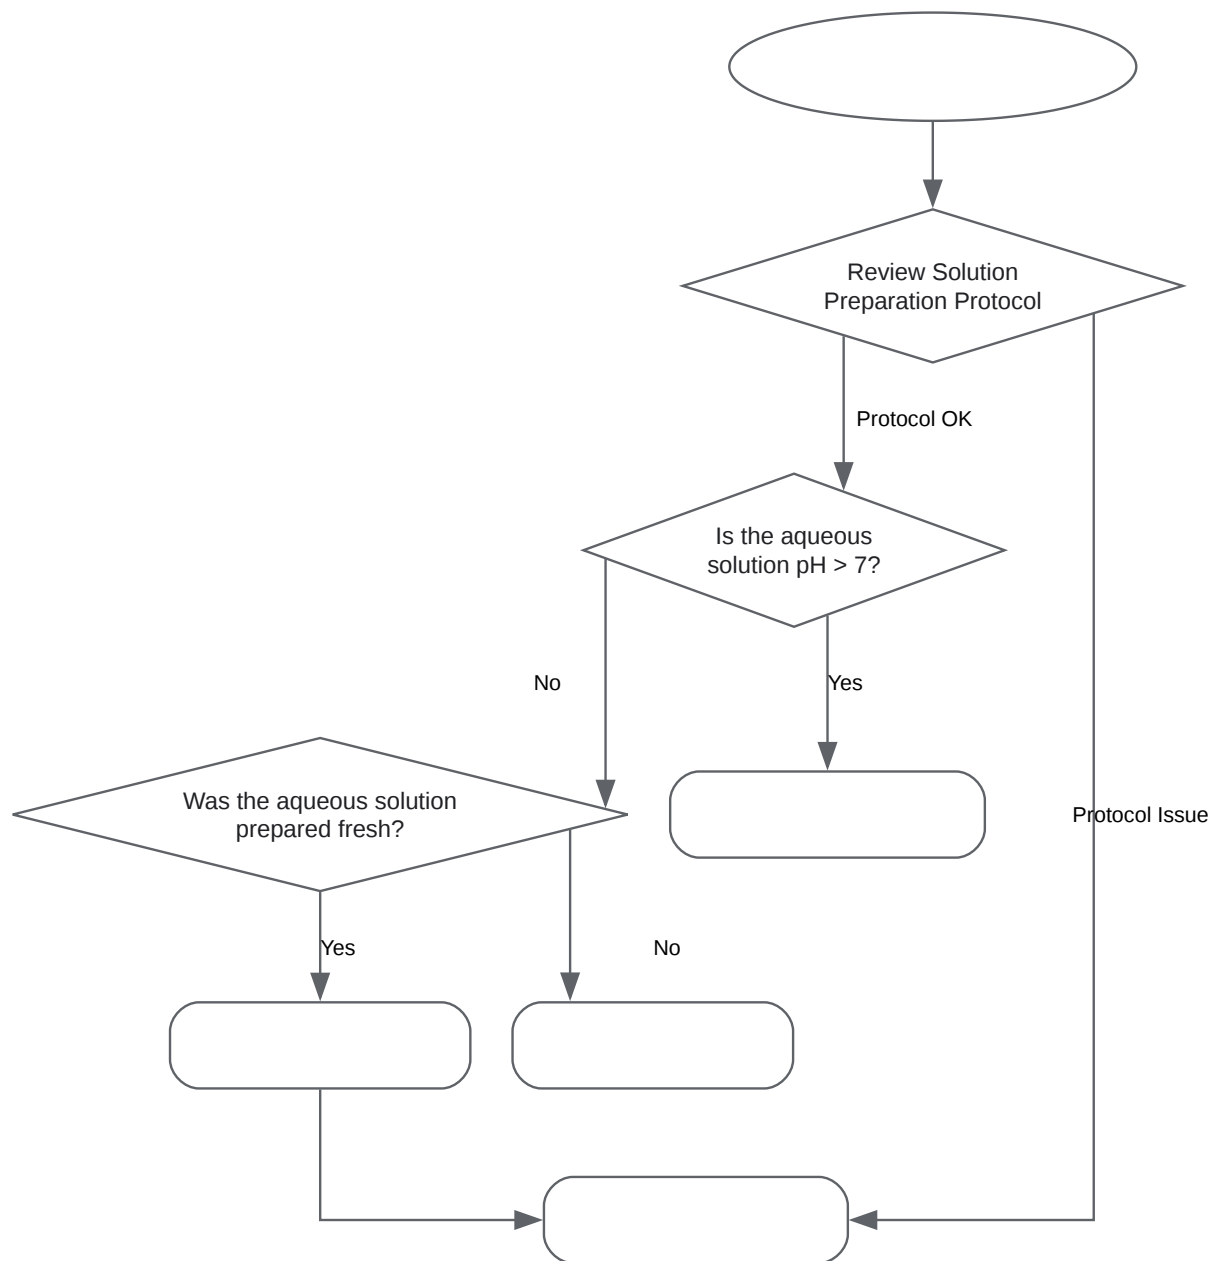 Review Solution
Preparation Protocol
Protocol OK
Is the aqueous
solution pH > 7?
No
Yes
Was the aqueous solution
prepared fresh?
Protocol Issue
Yes
No